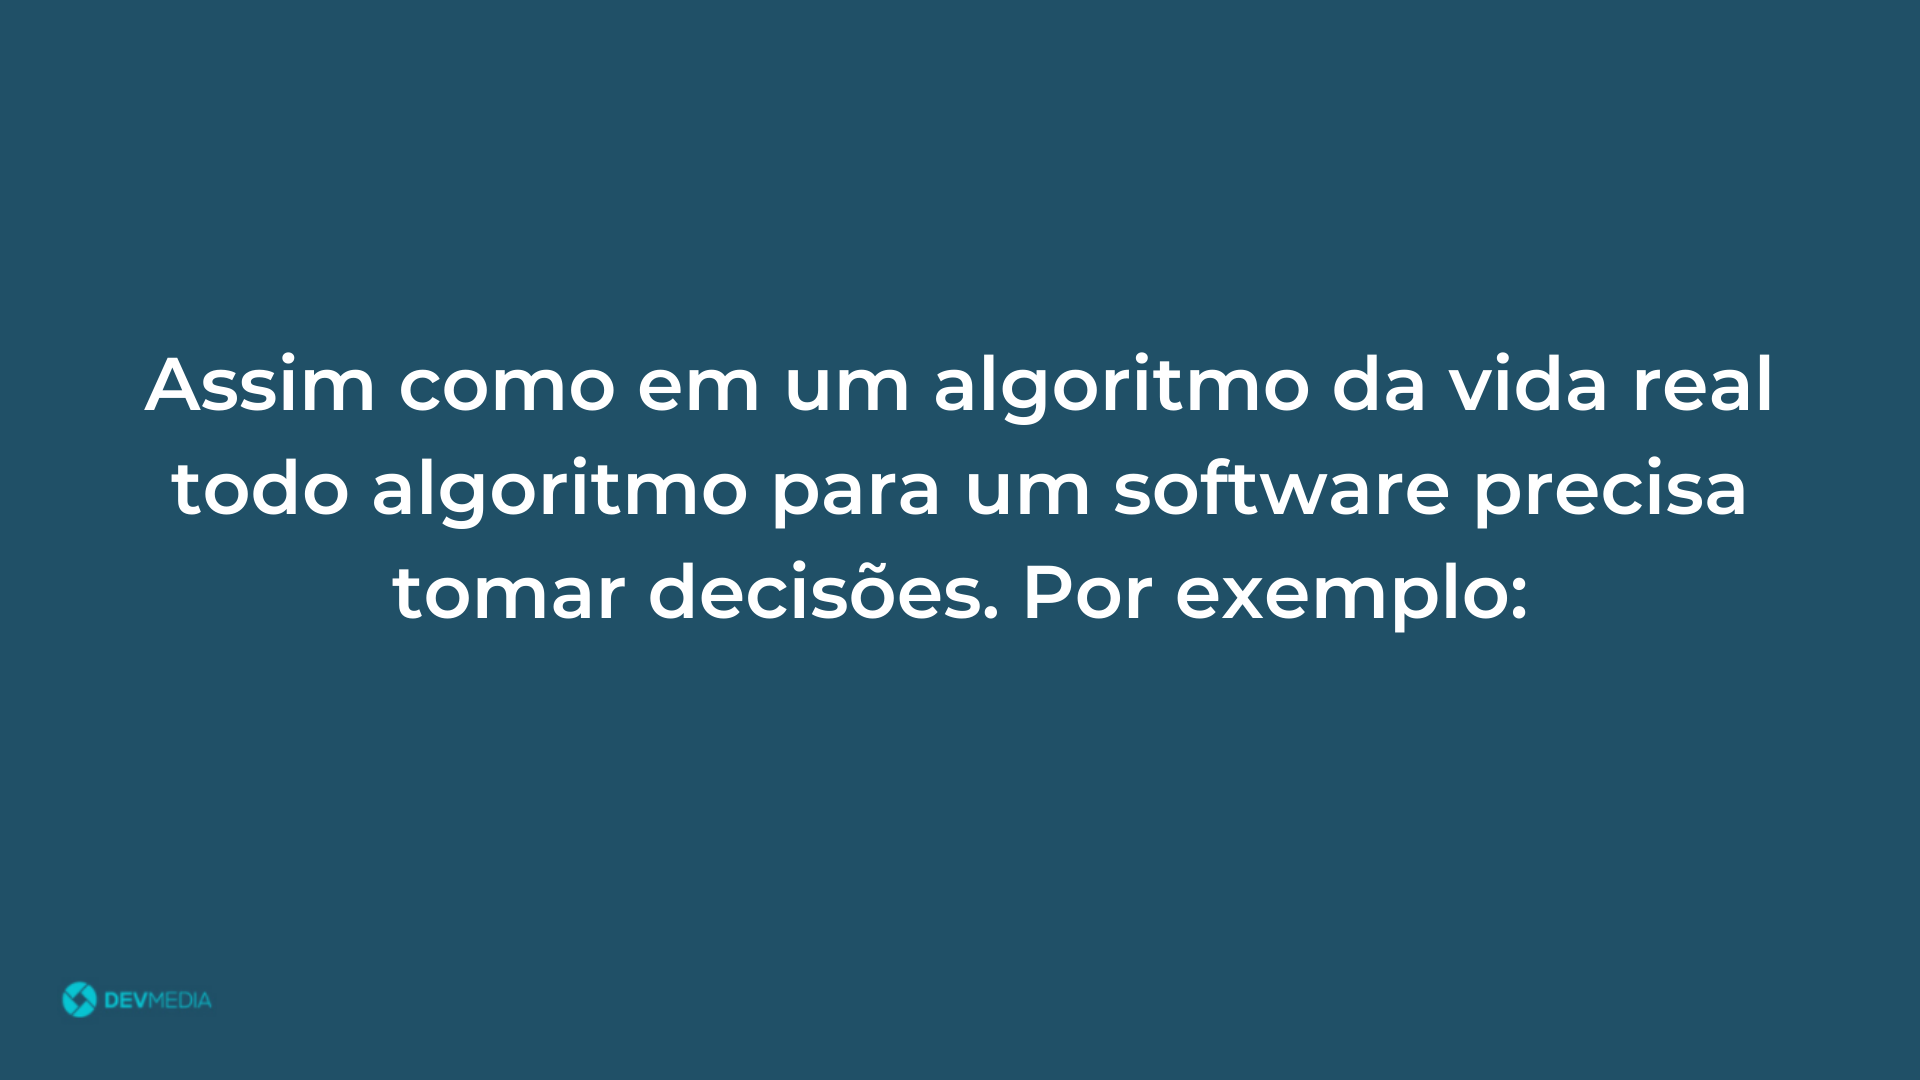 Assim como em um algoritmo da vida real
todo algoritmo para um software precisa
tomar decisões. Por exemplo:
DEVMEDIA